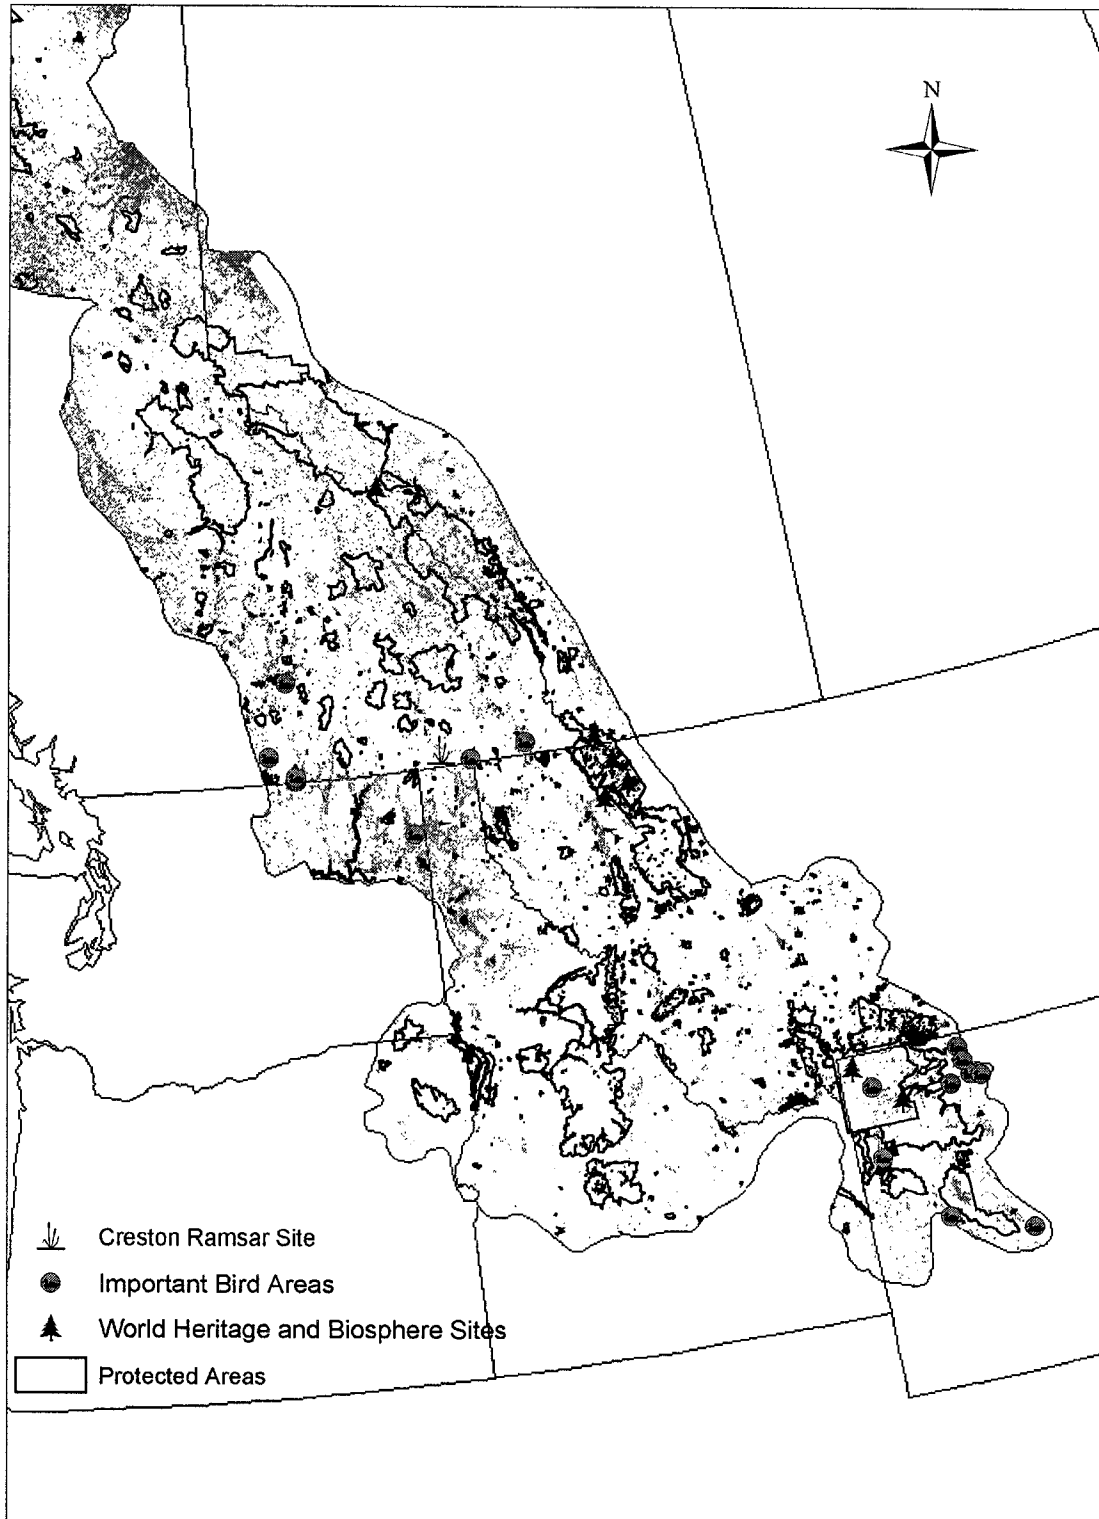 N
Creston Ramsar Site
Important Bird Areas
World Heritage and Biosphere Sites
Protected Areas